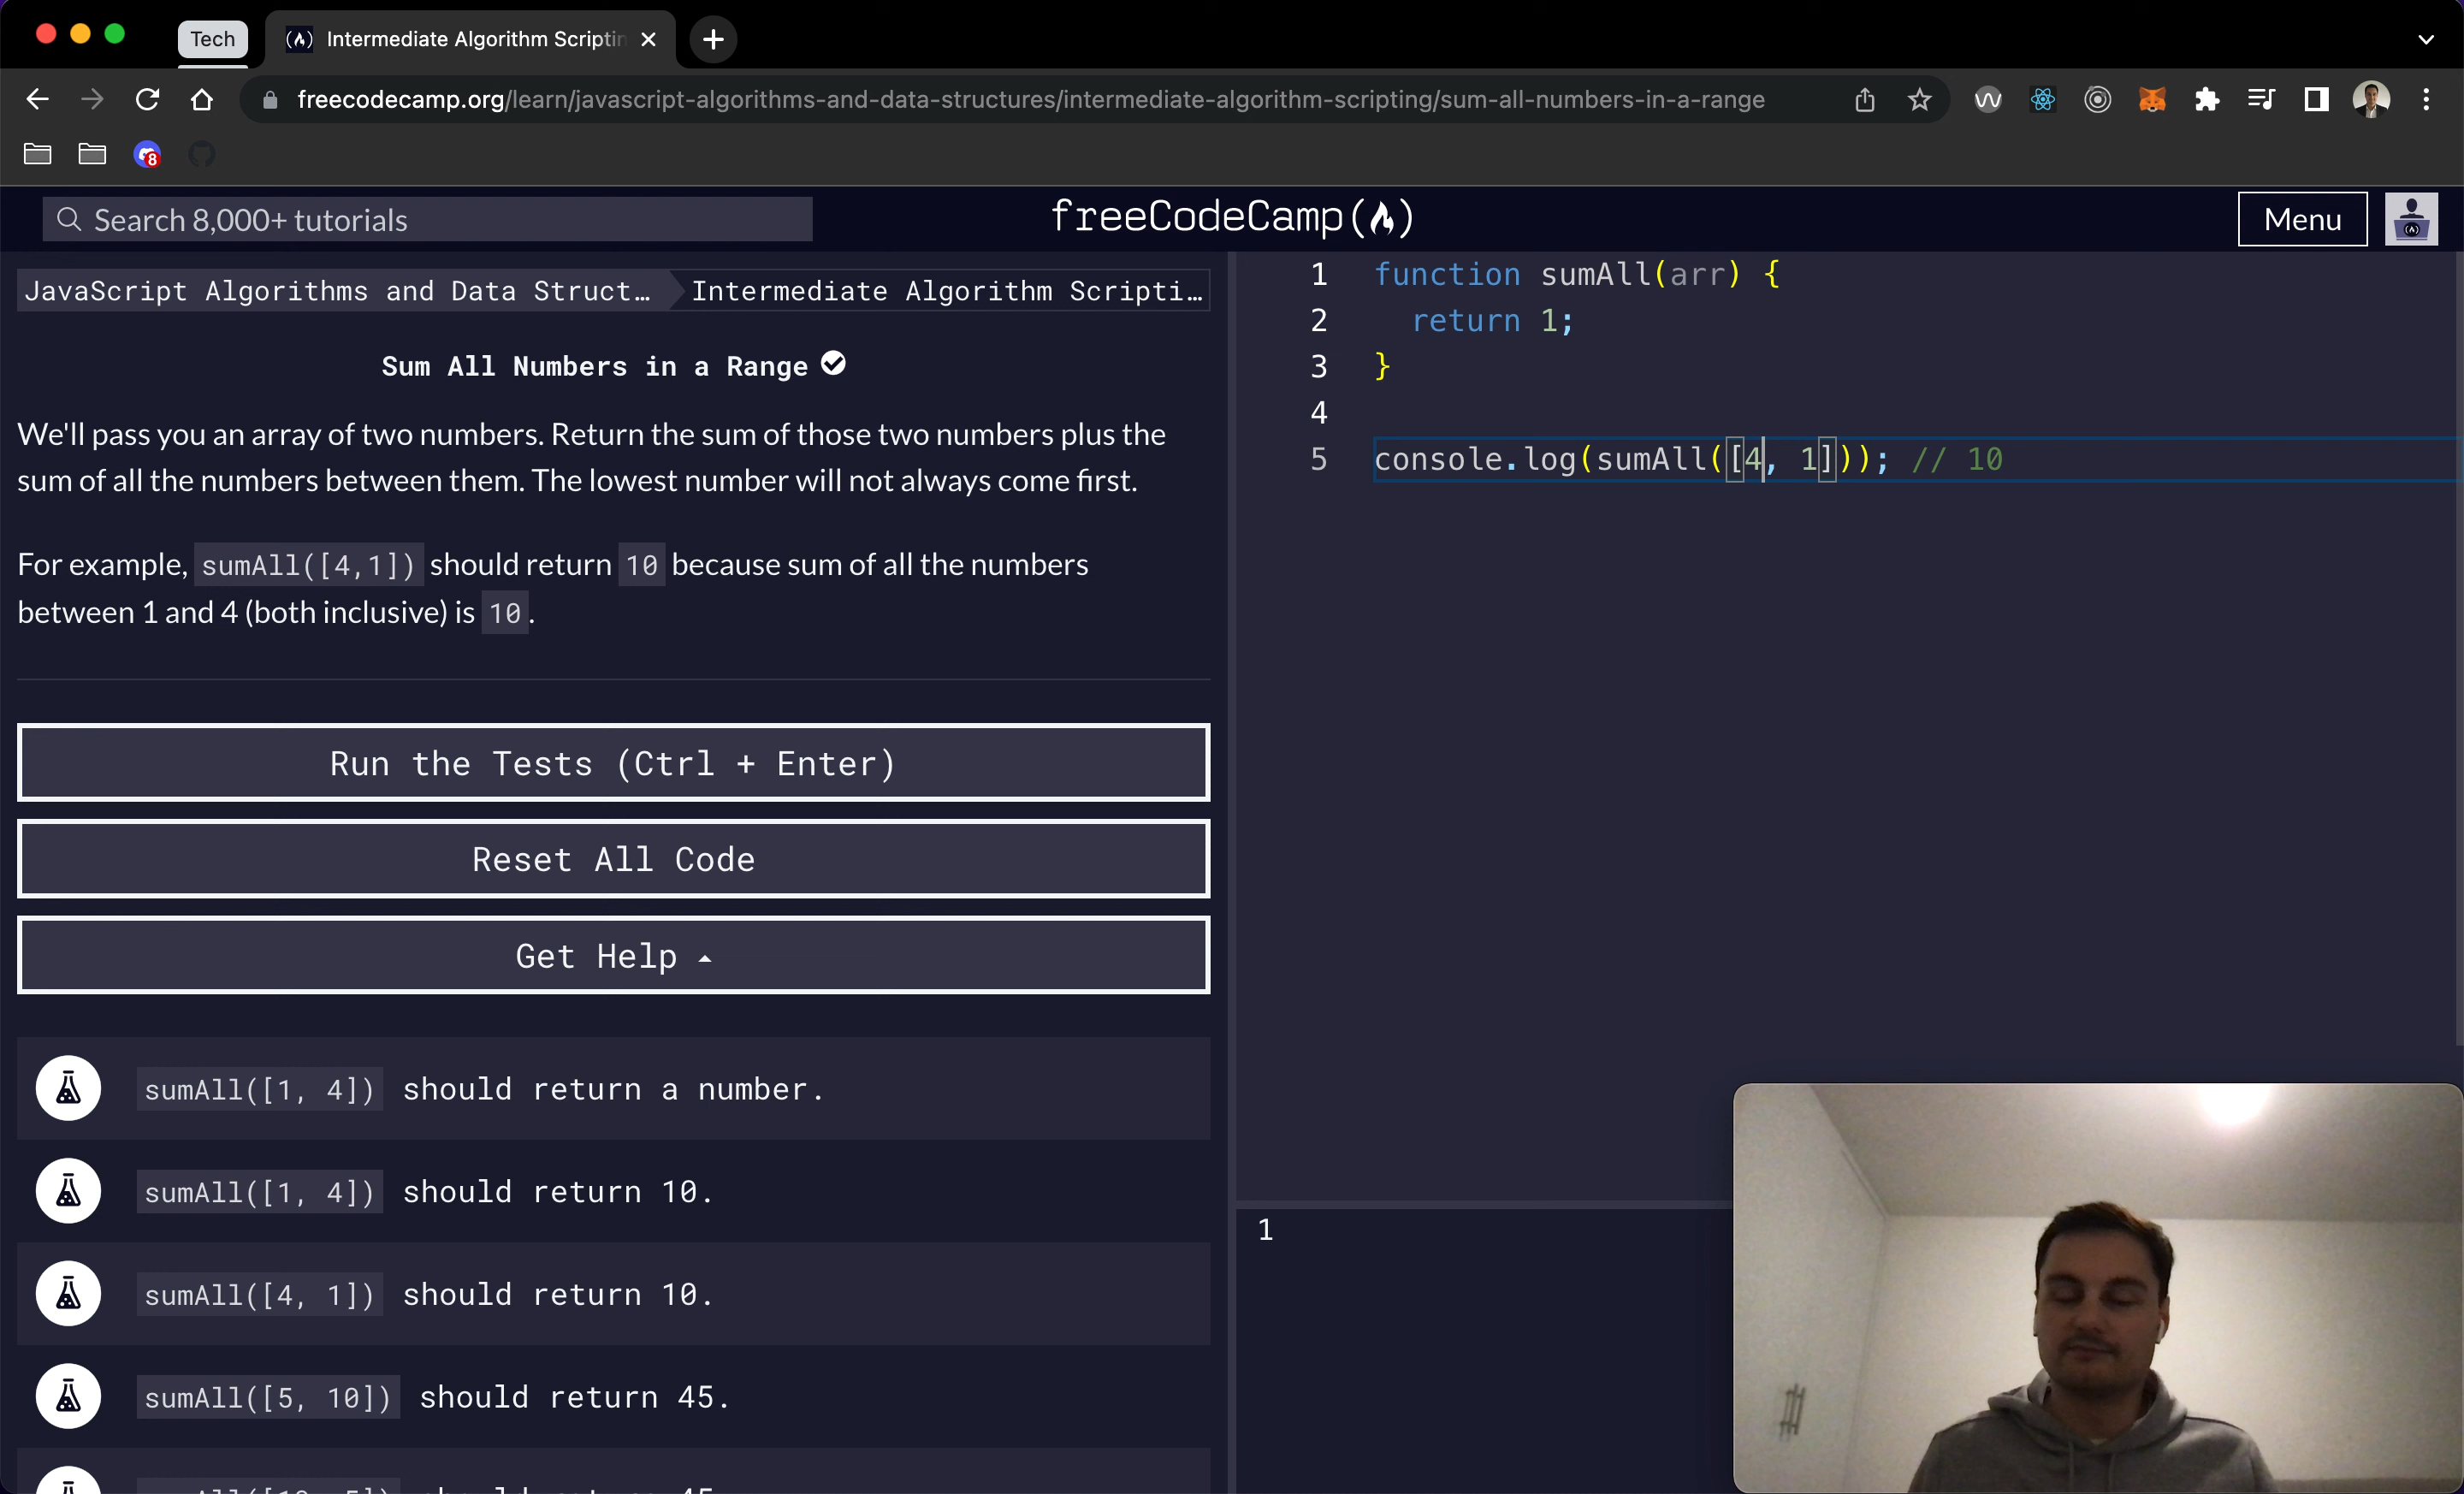 Tech
Intermediate Algorithm Scriptin
freecodecamp.org/learn/javascript-algorithms-and-data-structures/intermediate-algorithm-scripting/sum-all-numbers-in-a-range
8
Search 8,000+ tutorials
freeCodeCamp
Menu
JavaScript Algorithms and Data Struct…
Intermediate Algorithm Scripti…
Sum All Numbers in a Range
We'll pass you an array of two numbers. Return the sum of those two numbers plus the
sum of all the numbers between them. The lowest number will not always come first.
For example, sumAll([4,1]) should return 10 because sum of all the numbers
between 1 and 4 (both inclusive) is 10.
Run the Tests (Ctrl + Enter)
Reset All Code
Get Help
sumAll([1, 4]) should return a number.
sumAll([1, 4]) should return 10.
sumAll([4, 1]) should return 10.
sumAll([5, 10]) should return 45.
1 function sumAll(arr) {
2 return 1;
3 }
4
5 console.log(sumAll([4, 1])); // 10
1